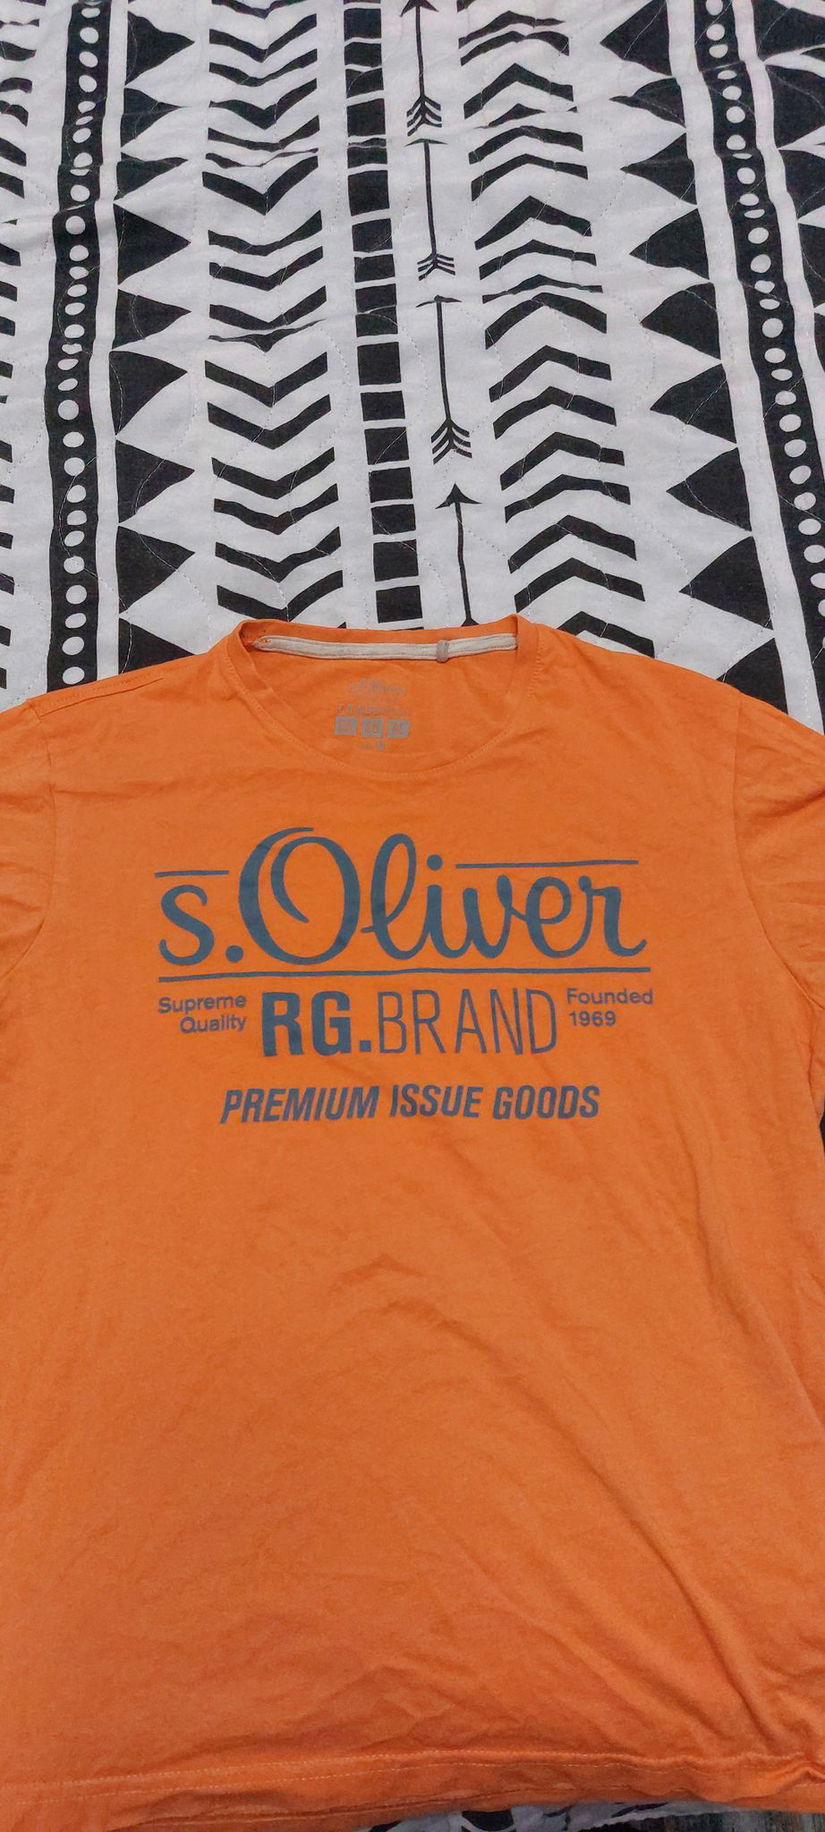 s.Oliver
Supreme Quality RG.BRAND Founded 1969
PREMIUM ISSUE GOODS